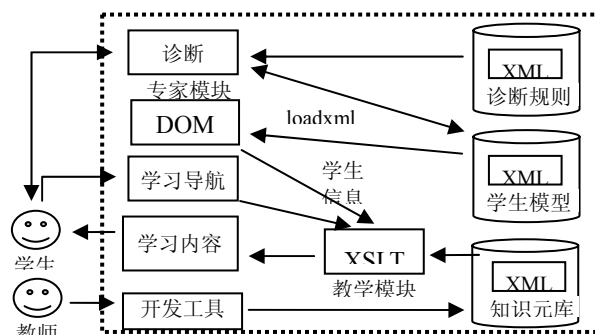 诊断
XML
专家模块
诊断规则
DOM
loadxml
学习导航
学生
信息
XML
学生模型
学习内容
XSLT
学生
教学模块
XML
开发工具
知识元库
教师